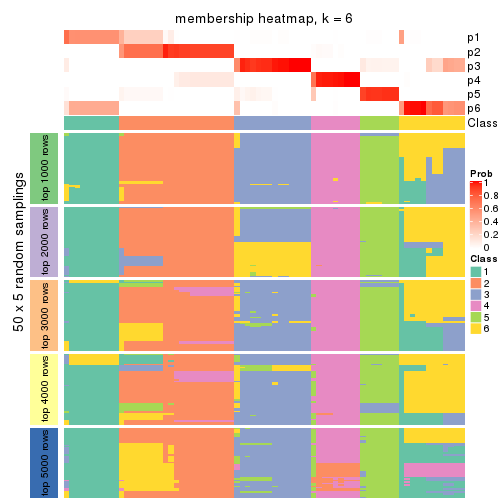 membership heatmap, k = 6
p1
p2
p3
p4
p5
p6
Class
50 x 5 random samplings
top 1000 rows
top 2000 rows
top 3000 rows
top 4000 rows
top 5000 rows
Prob
1
0.8
0.6
0.4
0.2
0
Class
1
2
3
4
5
6